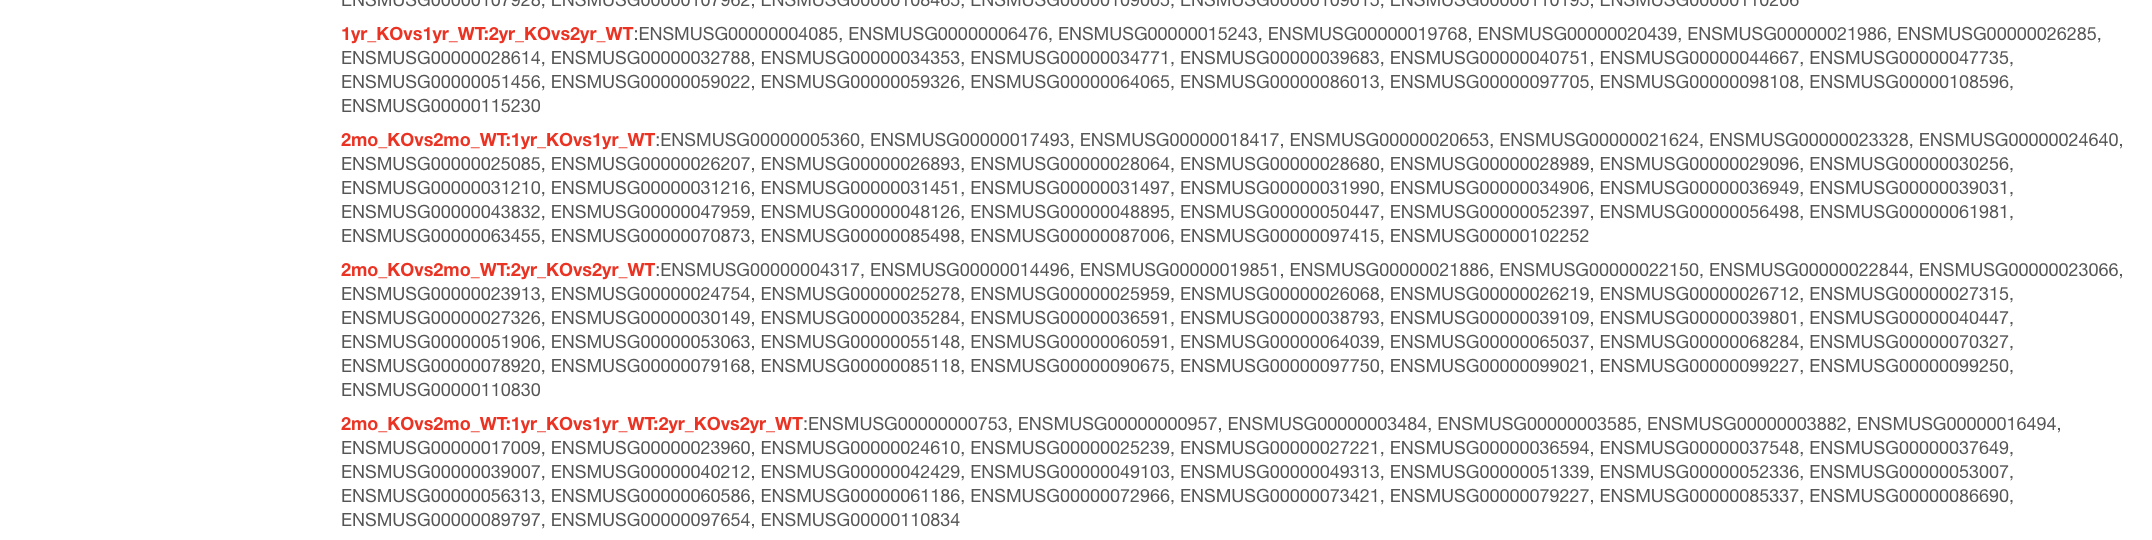 ENSMUSG00000107928, ENSMUSG00000107962, ENSMUSG00000108465, ENSMUSG00000109005, ENSMUSG00000109015, ENSMUSG00000110195, ENSMUSG00000110206
1yr_KOvs1yr_WT:2yr_KOvs2yr_WT:ENSMUSG00000004085, ENSMUSG00000006476, ENSMUSG00000015243, ENSMUSG00000019768, ENSMUSG00000020439, ENSMUSG00000021986, ENSMUSG00000026285,
ENSMUSG00000028614, ENSMUSG00000032788, ENSMUSG00000034353, ENSMUSG00000034771, ENSMUSG00000039683, ENSMUSG00000040751, ENSMUSG00000044667, ENSMUSG00000047735,
ENSMUSG00000051456, ENSMUSG00000059022, ENSMUSG00000059326, ENSMUSG00000064065, ENSMUSG00000086013, ENSMUSG00000097705, ENSMUSG00000098108, ENSMUSG00000108596,
ENSMUSG00000115230
2mo_KOvs2mo_WT:1yr_KOvs1yr_WT:ENSMUSG00000005360, ENSMUSG00000017493, ENSMUSG00000018417, ENSMUSG00000020653, ENSMUSG00000021624, ENSMUSG00000023328, ENSMUSG00000024640,
ENSMUSG00000025085, ENSMUSG00000026207, ENSMUSG00000026893, ENSMUSG00000028064, ENSMUSG00000028680, ENSMUSG00000028989, ENSMUSG00000029096, ENSMUSG00000030256,
ENSMUSG00000031210, ENSMUSG00000031216, ENSMUSG00000031451, ENSMUSG00000031497, ENSMUSG00000031990, ENSMUSG00000034906, ENSMUSG00000036949, ENSMUSG00000039031,
ENSMUSG00000043832, ENSMUSG00000047959, ENSMUSG00000048126, ENSMUSG00000048895, ENSMUSG00000050447, ENSMUSG00000052397, ENSMUSG00000056498, ENSMUSG00000061981,
ENSMUSG00000063455, ENSMUSG00000070873, ENSMUSG00000085498, ENSMUSG00000087006, ENSMUSG00000097415, ENSMUSG00000102252
2mo_KOvs2mo_WT:2yr_KOvs2yr_WT:ENSMUSG00000004317, ENSMUSG00000014496, ENSMUSG00000019851, ENSMUSG00000021886, ENSMUSG00000022150, ENSMUSG00000022844, ENSMUSG00000023066,
ENSMUSG00000023913, ENSMUSG00000024754, ENSMUSG00000025278, ENSMUSG00000025959, ENSMUSG00000026068, ENSMUSG00000026219, ENSMUSG00000026712, ENSMUSG00000027315,
ENSMUSG00000027326, ENSMUSG00000030149, ENSMUSG00000035284, ENSMUSG00000036591, ENSMUSG00000038793, ENSMUSG00000039109, ENSMUSG00000039801, ENSMUSG00000040447,
ENSMUSG00000051906, ENSMUSG00000053063, ENSMUSG00000055148, ENSMUSG00000060591, ENSMUSG00000064039, ENSMUSG00000065037, ENSMUSG00000068284, ENSMUSG00000070327,
ENSMUSG00000078920, ENSMUSG00000079168, ENSMUSG00000085118, ENSMUSG00000090675, ENSMUSG00000097750, ENSMUSG00000099021, ENSMUSG00000099227, ENSMUSG00000099250,
ENSMUSG00000110830
2mo_KOvs2mo_WT:1yr_KOvs1yr_WT:2yr_KOvs2yr_WT:ENSMUSG00000000753, ENSMUSG00000000957, ENSMUSG00000003484, ENSMUSG00000003585, ENSMUSG00000003882, ENSMUSG00000016494,
ENSMUSG00000017009, ENSMUSG00000023960, ENSMUSG00000024610, ENSMUSG00000025239, ENSMUSG00000027221, ENSMUSG00000036594, ENSMUSG00000037548, ENSMUSG00000037649,
ENSMUSG00000039007, ENSMUSG00000040212, ENSMUSG00000042429, ENSMUSG00000049103, ENSMUSG00000049313, ENSMUSG00000051339, ENSMUSG00000052336, ENSMUSG00000053007,
ENSMUSG00000056313, ENSMUSG00000060586, ENSMUSG00000061186, ENSMUSG00000072966, ENSMUSG00000073421, ENSMUSG00000079227, ENSMUSG00000085337, ENSMUSG00000086690,
ENSMUSG00000089797, ENSMUSG00000097654, ENSMUSG00000110834